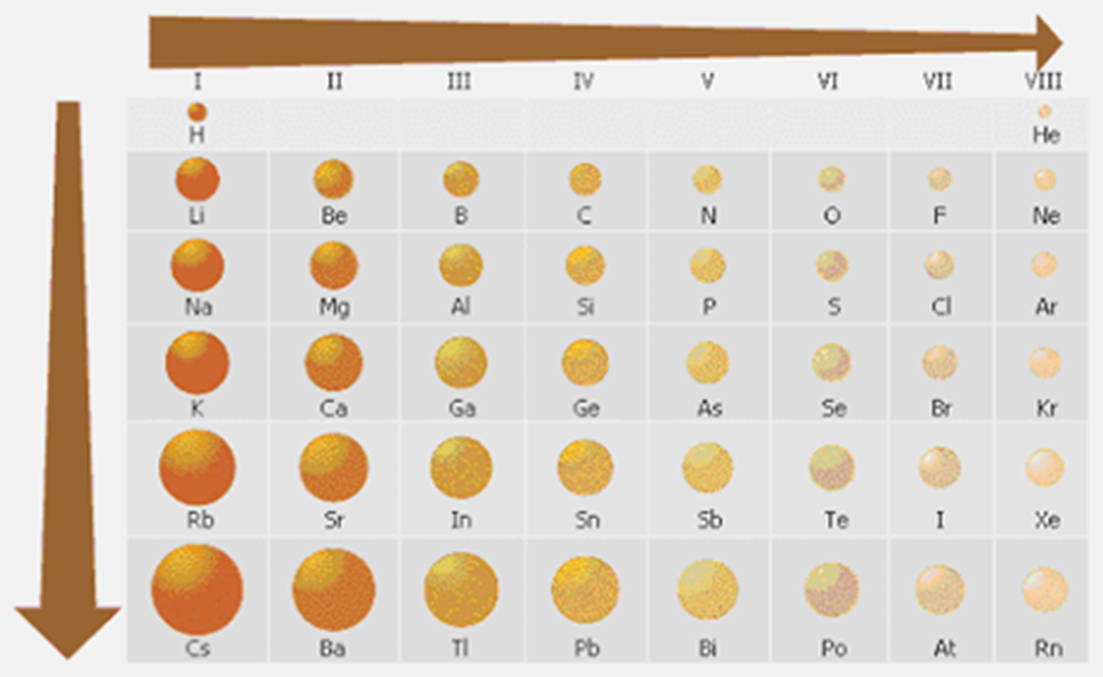 I II III IV V VI VII VIII
H He
Li Be B C N O F Ne
Na Mg Al Si P S Cl Ar
K Ca Ga Ge As Se Br Kr
Rb Sr In Sn Sb Te I Xe
Cs Ba Tl Pb Bi Po At Rn